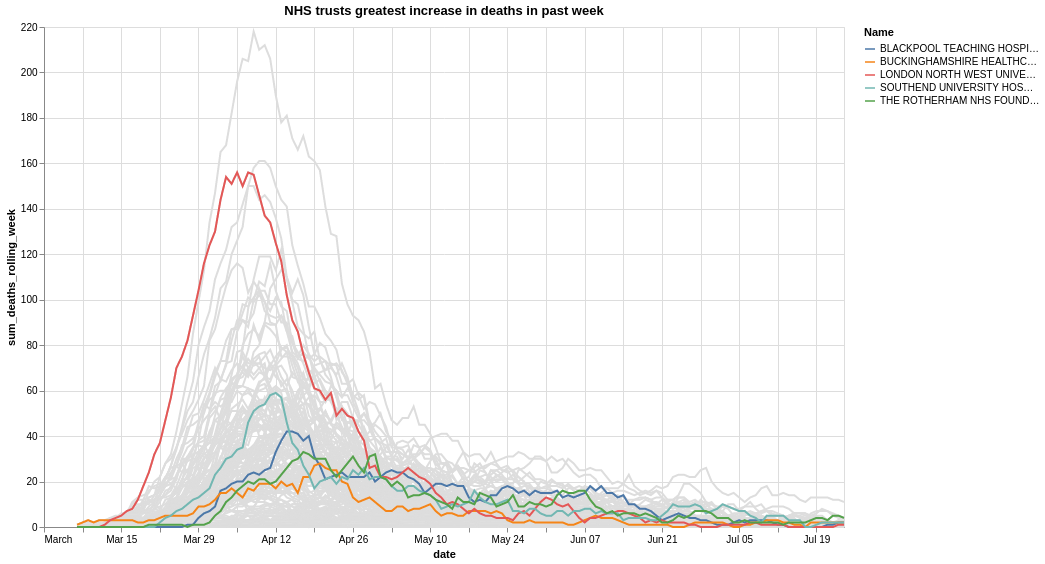 NHS trusts greatest increase in deaths in past week
220
200
180
160
140
120
100
80
60
40
20
0
sum_deaths_rolling_week
March
Mar 15
Mar 29
Apr 12
Apr 26
May 10
May 24
Jun 07
Jun 21
Jul 05
Jul 19
date
Name
BLACKPOOL TEACHING HOSPI…
BUCKINGHAMSHIRE HEALTHC…
LONDON NORTH WEST UNIVE…
SOUTHEND UNIVERSITY HOS…
THE ROTHERHAM NHS FOUND…